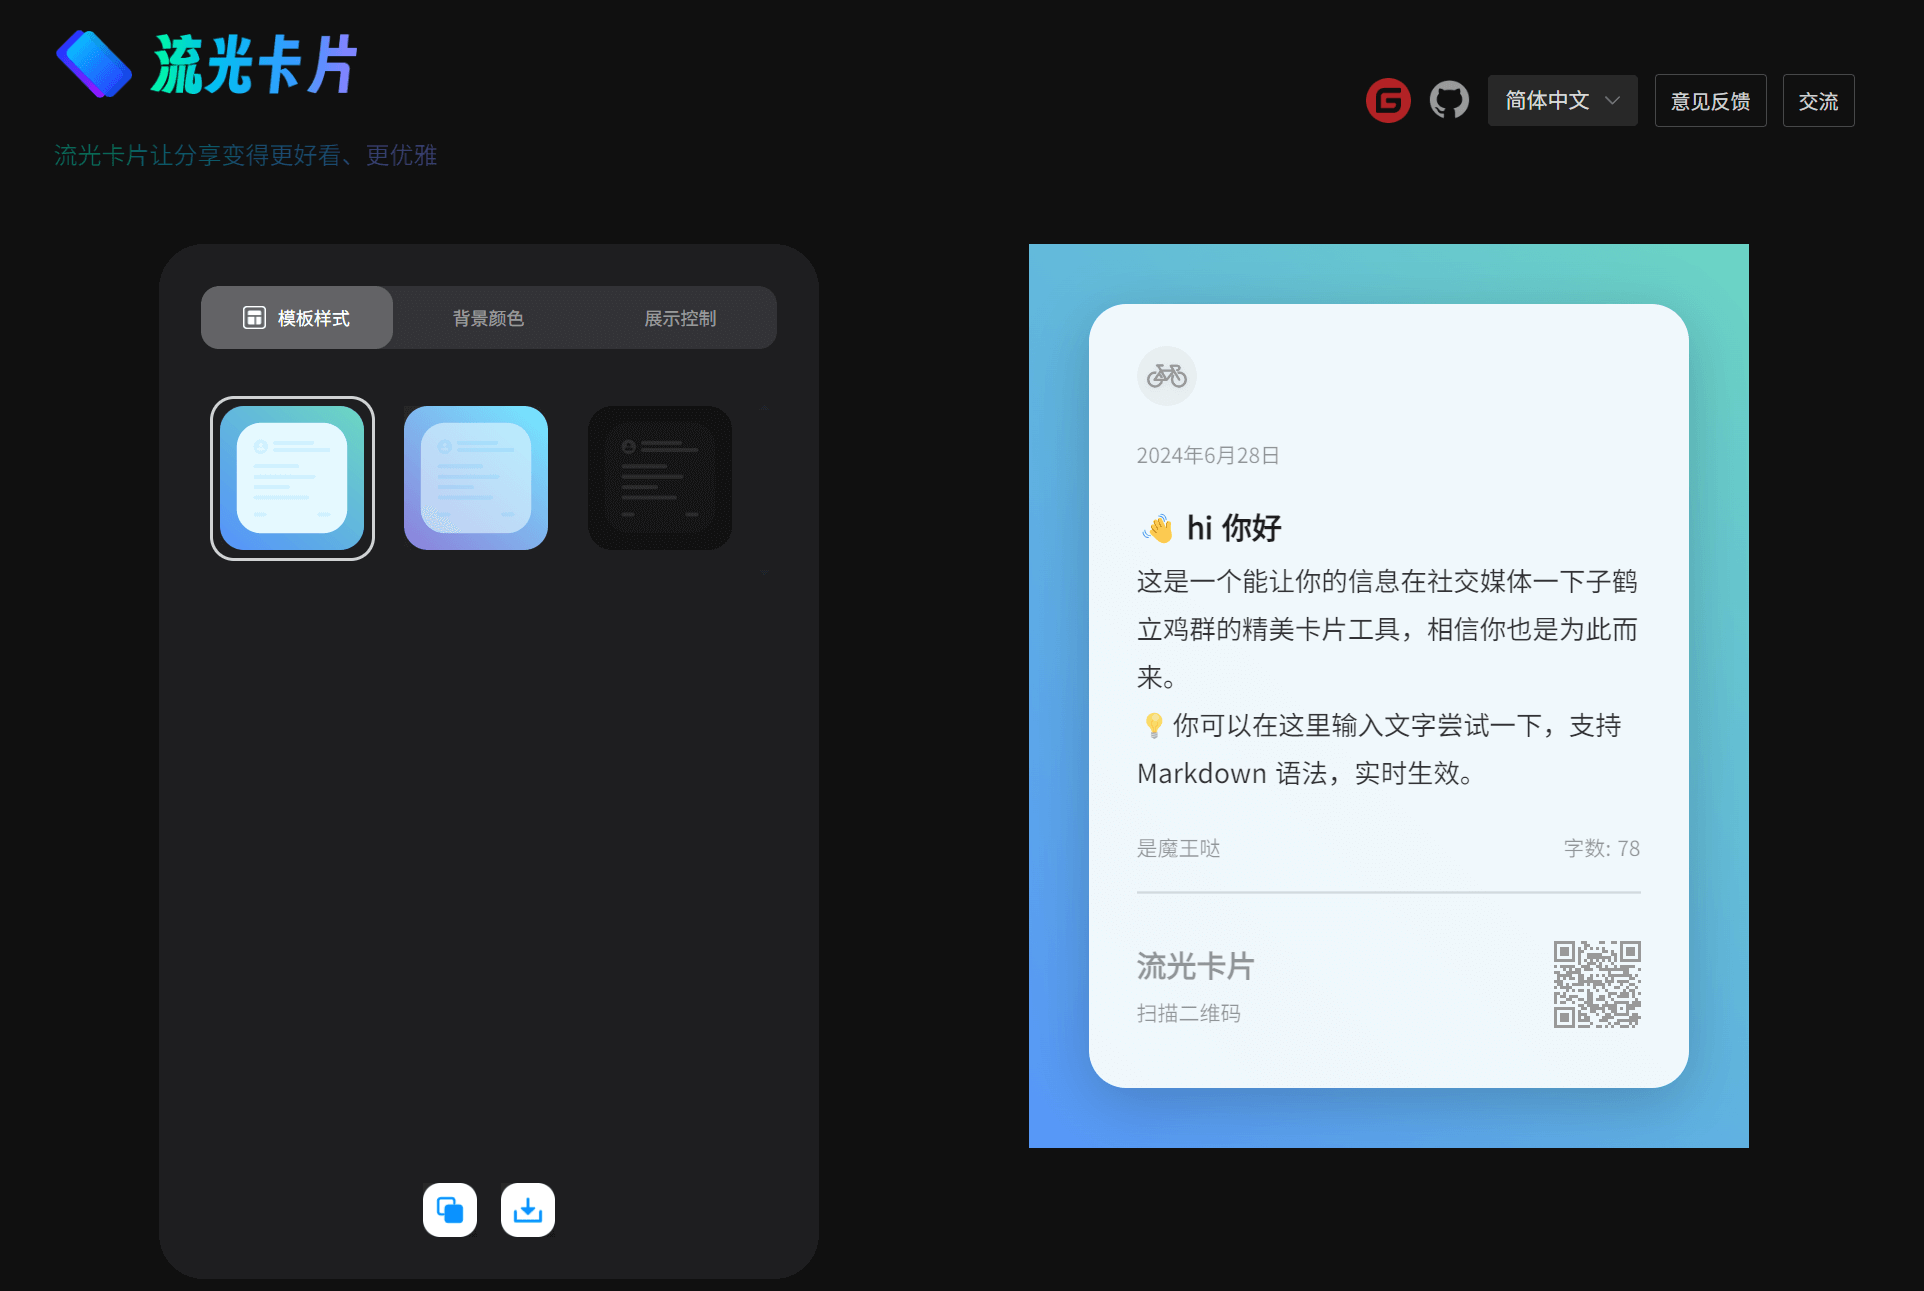 流光卡片
流光卡片让分享变得更好看、更优雅
简体中文
意见反馈
交流
模板样式
背景颜色
展示控制
2024年6月28日
👋 hi 你好
这是一个能让你的信息在社交媒体一下子鹤
立鸡群的精美卡片工具，相信你也是为此而
来。
💡你可以在这里输入文字尝试一下，支持
Markdown 语法，实时生效。
是魔王哒
字数: 78
流光卡片
扫描二维码